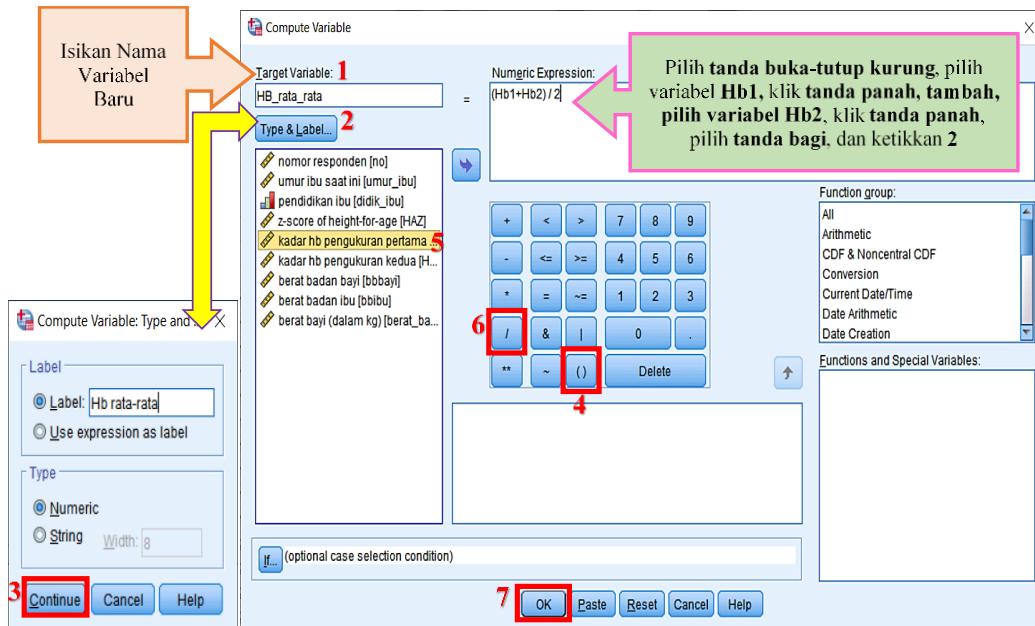 Isikan Nama
Variabel
Baru
Compute Variable
Target Variable: 1
HB_rata_rata
=
Type & Label... 2
Numeric Expression:
(Hb1+Hb2) / 2
Pilih tanda buka-tutup kurung, pilih
variabel Hb1, klik tanda panah, tambah,
pilih variabel Hb2, klik tanda panah,
pilih tanda bagi, dan ketikkan 2
nomor responden [no]
umur ibu saat ini [umur_ibu]
pendidikan ibu [didik_ibu]
z-score of height-for-age [HAZ]
kadar hb pengukuran pertama ... 5
kadar hb pengukuran kedua [H...
berat badan bayi [bbbayi]
berat badan ibu [bbibu]
berat bayi (dalam kg) [berat_ba...
+ < > 7 8 9
- <= >= 4 5 6
* = ~= 1 2 3
6 / & | 0 .
** ~ ( ) Delete
4
Function group:
All
Arithmetic
CDF & Noncentral CDF
Conversion
Current Date/Time
Date Arithmetic
Date Creation
Functions and Special Variables:
If... (optional case selection condition)
7 OK Paste Reset Cancel Help
Compute Variable: Type and
Label
Label: Hb rata-rata
Use expression as label
Type
Numeric
String Width: 8
3 Continue Cancel Help